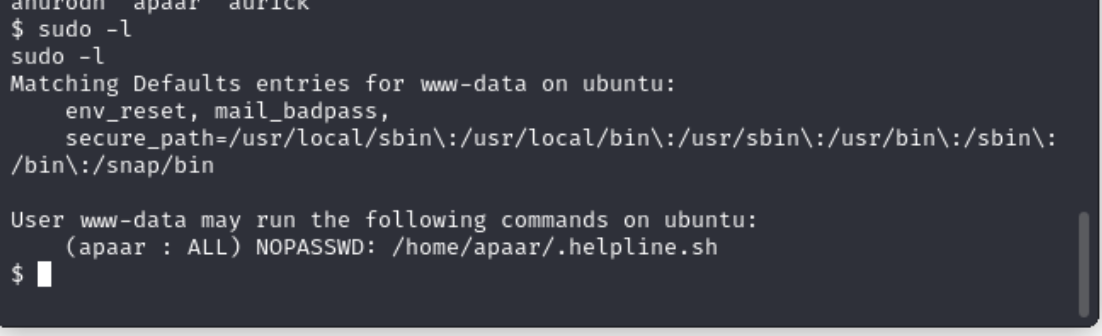 anurodh  apaar  aurick
$ sudo -l
sudo -l
Matching Defaults entries for www-data on ubuntu:
    env_reset, mail_badpass,
    secure_path=/usr/local/sbin\:/usr/local/bin\:/usr/sbin\:/usr/bin\:/sbin\:
/bin\:/snap/bin

User www-data may run the following commands on ubuntu:
    (apaar : ALL) NOPASSWD: /home/apaar/.helpline.sh
$